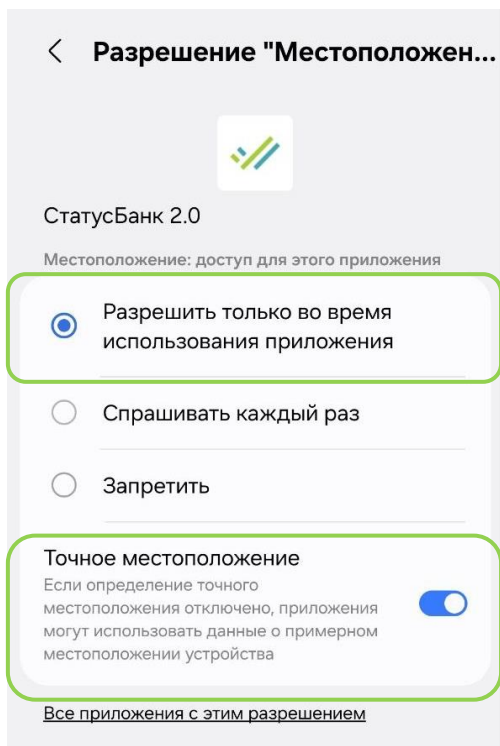 Разрешение "Местоположен...
СтатусБанк 2.0
Местоположение: доступ для этого приложения
Разрешить только во время
использования приложения
Спрашивать каждый раз
Запретить
Точное местоположение
Если определение точного
местоположения отключено, приложения
могут использовать данные о примерном
местоположении устройства
Все приложения с этим разрешением